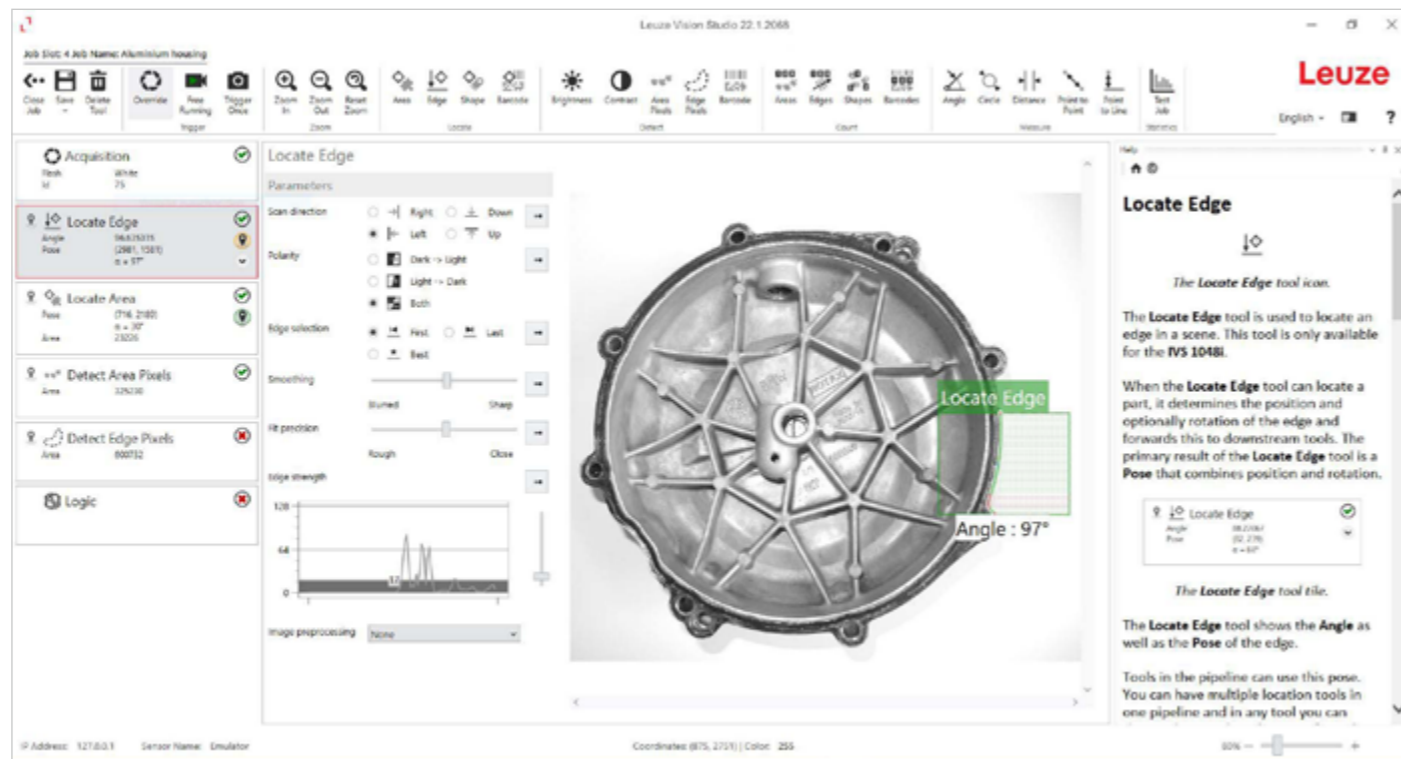 Leuze Vision Studio 22.1.2068
Job Slot: 4 Job Name: Aluminium housing
Leuze
Close Job
Save
Delete Tool
Override
Free Running
Trigger Once
Zoom In
Zoom Out
Reset Zoom
Area
Edge
Shape
Barcode
Brightness
Contrast
Area Pixels
Edge Pixels
Barcode
Areas
Edges
Shapes
Barcodes
Angle
Circle
Distance
Point to Point
Point to Line
Test Job
Trigger
Zoom
Locate
Detect
Count
Measure
Statistics
English
?
Acquisition
Flash White
Id 75
Locate Edge
Angle
Pose (2981, 1581)
α = 97°
Locate Area
Pose (716, 2180)
α = 30°
Area 23226
Detect Area Pixels
Area 325230
Detect Edge Pixels
Area 600752
Logic
Locate Edge
Parameters
Scan direction
Right
Down
Left
Up
Polarity
Dark -> Light
Light -> Dark
Both
Edge selection
First
Last
Best
Smoothing
Blurred
Sharp
Fit precision
Rough
Close
Edge strength
128
64
17
0
Image preprocessing
None
Locate Edge
Angle : 97°
Help
Locate Edge
The Locate Edge tool icon.
The Locate Edge tool is used to locate an
edge in a scene. This tool is only available
for the IVS 1048i.
When the Locate Edge tool can locate a
part, it determines the position and
optionally rotation of the edge and
forwards this to downstream tools. The
primary result of the Locate Edge tool is a
Pose that combines position and rotation.
Locate Edge
Angle
Pose
The Locate Edge tool tile.
The Locate Edge tool shows the Angle as
well as the Pose of the edge.
Tools in the pipeline can use this pose.
You can have multiple location tools in
one pipeline and in any tool you can
IP Address: 127.0.0.1
Sensor Name: Emulator
Coordinates: (875, 2751) | Color: 255